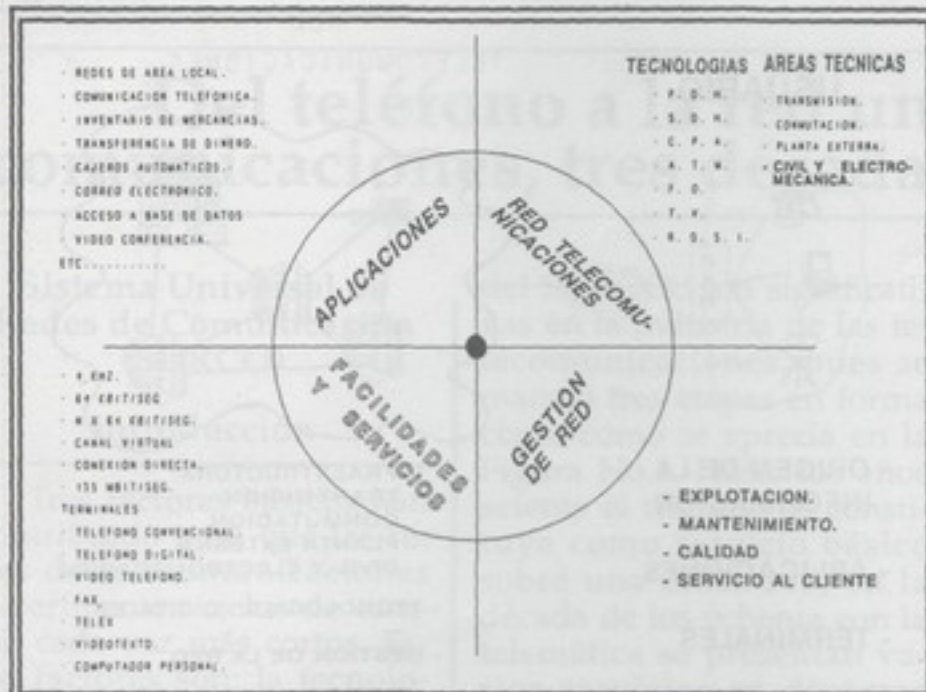 - REDES DE AREA LOCAL.
- COMUNICACION TELEFONICA.
- INVENTARIO DE MERCANCIAS.
- TRANSFERENCIA DE DINERO.
- CAJEROS AUTOMATICOS.
- CORREO ELECTRONICO.
- ACCESO A BASE DE DATOS
- VIDEO CONFERENCIA.
ETC..........
TECNOLOGIAS
- P. D. H.
- S. D. H.
- C. P. A.
- A. T. M.
- F. O.
- T. V.
- R. D. S. I.
AREAS TECNICAS
- TRANSMISION.
- CONMUTACION.
- PLANTA EXTERNA.
- CIVIL Y ELECTRO-
MECANICA.
APLICACIONES
RED TELECOMU-
NICACIONES
FACILIDADES
Y SERVICIOS
GESTION
DE RED
- 4 KHZ.
- 64 KBIT/SEG
- N X 64 KBIT/SEG.
- CANAL VIRTUAL
- CONEXION DIRECTA.
- 155 MBIT/SEG.
TERMINALES
- TELEFONO CONVENCIONAL.
- TELEFONO DIGITAL.
- VIDEO TELEFONO.
- FAX.
- TELEX
- VIDEOTEXTO.
- COMPUTADOR PERSONAL.
- EXPLOTACION.
- MANTENIMIENTO.
- CALIDAD
- SERVICIO AL CLIENTE